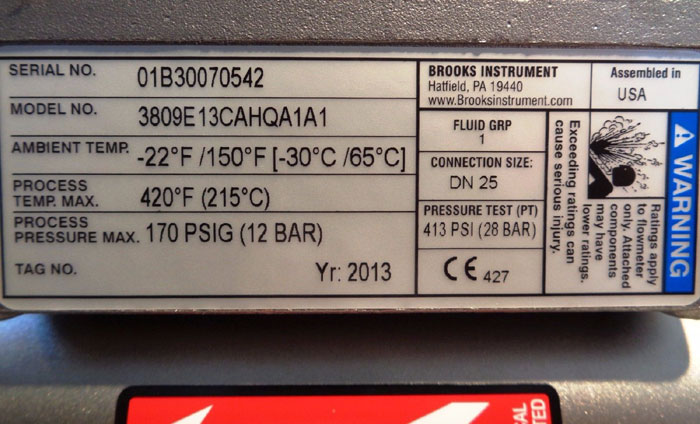 SERIAL NO. 01B30070542
MODEL NO. 3809E13CAHQA1A1
AMBIENT TEMP. -22°F /150°F [-30°C /65°C]
PROCESS
TEMP. MAX. 420°F (215°C)
PROCESS
PRESSURE MAX. 170 PSIG (12 BAR)
TAG NO. Yr: 2013
BROOKS INSTRUMENT
Hatfield, PA 19440
www.Brooksinstrument.com
Assembled in
USA
FLUID GRP
1
CONNECTION SIZE:
DN 25
PRESSURE TEST (PT)
413 PSI (28 BAR)
CE 427
WARNING
Exceeding ratings can
cause serious injury.
Ratings apply
to flowmeter
only. Attached
components
may have
lower ratings.